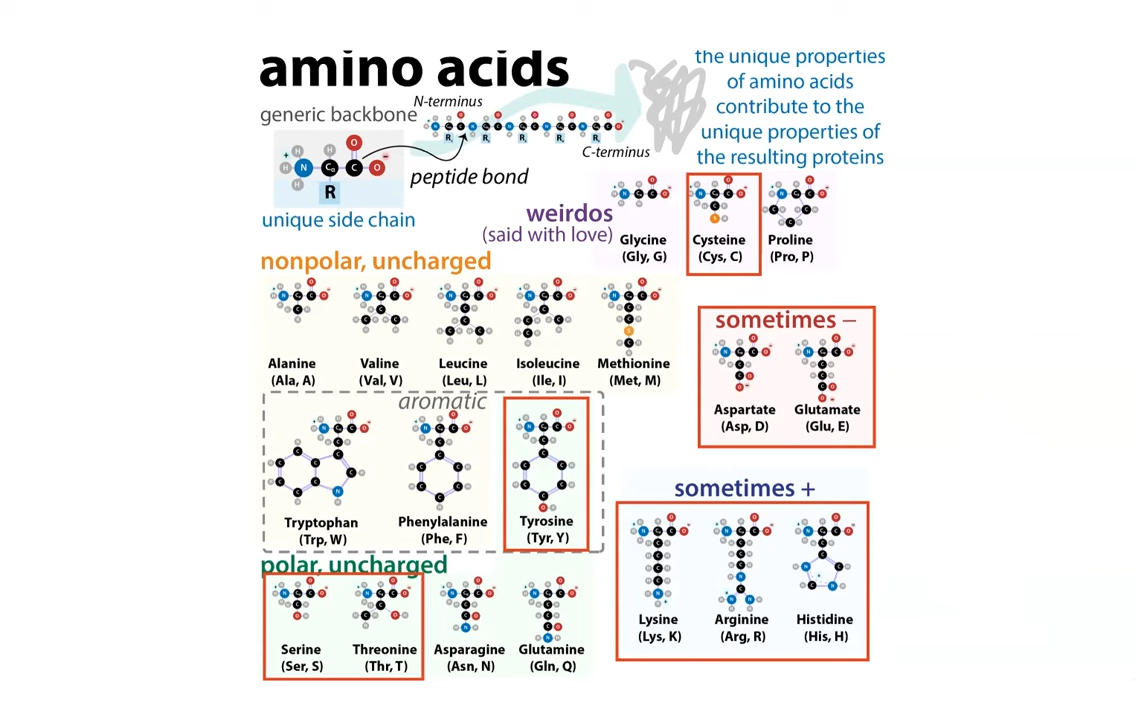 amino acids
generic backbone
N-terminus
R R R R R
C-terminus
peptide bond
R
unique side chain
the unique properties
of amino acids
contribute to the
unique properties of
the resulting proteins
weirdos
(said with love)
Glycine
(Gly, G)
Cysteine
(Cys, C)
Proline
(Pro, P)
nonpolar, uncharged
Alanine
(Ala, A)
Valine
(Val, V)
Leucine
(Leu, L)
Isoleucine
(Ile, I)
Methionine
(Met, M)
sometimes –
Aspartate
(Asp, D)
Glutamate
(Glu, E)
aromatic
Tryptophan
(Trp, W)
Phenylalanine
(Phe, F)
Tyrosine
(Tyr, Y)
sometimes +
Lysine
(Lys, K)
Arginine
(Arg, R)
Histidine
(His, H)
polar, uncharged
Serine
(Ser, S)
Threonine
(Thr, T)
Asparagine
(Asn, N)
Glutamine
(Gln, Q)